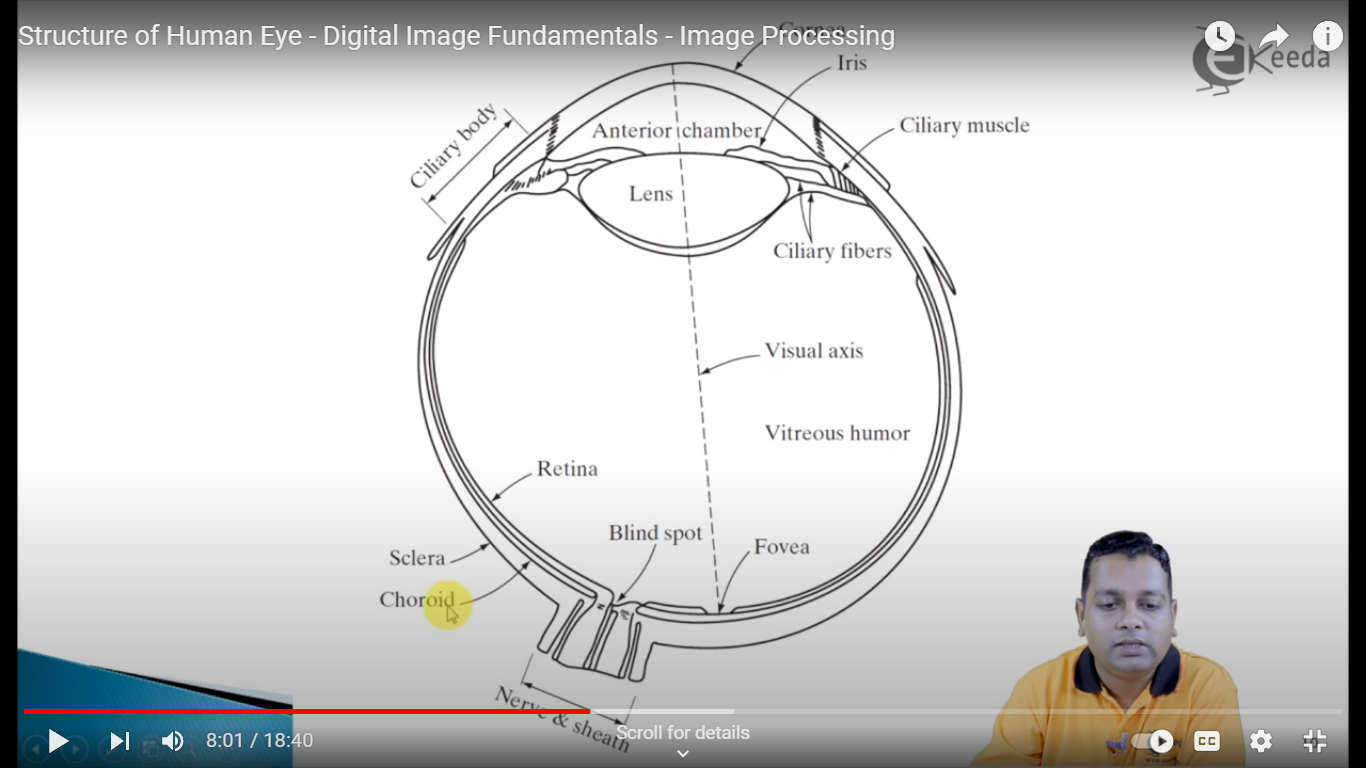 Structure of Human Eye - Digital Image Fundamentals - Image Processing
Cornea
Keeda
Iris
Anterior chamber
Ciliary muscle
Ciliary body
Lens
Ciliary fibers
Visual axis
Vitreous humor
Retina
Blind spot
Fovea
Sclera
Choroid
Nerve & sheath
Scroll for details
8:01 / 18:40
CC